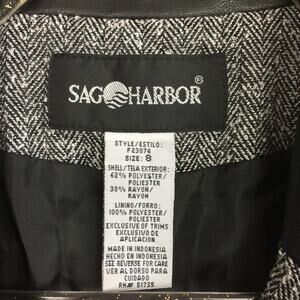 SAG HARBOR ®
STYLE/ESTILO:
F23076
SIZE: 8
SHELL/TELA EXTERIOR:
62% POLYESTER/
POLIESTER
38% RAYON/
RAYON
LINING/FORRO:
100% POLYESTER/
POLIESTER
EXCLUSIVE OF TRIMS
EXCLUSIVO DE
APLICACION
MADE IN INDONESIA
HECHO EN INDONESIA
SEE REVERSE FOR CARE
VER AL DORSO PARA
CUIDADO
RN# 51735